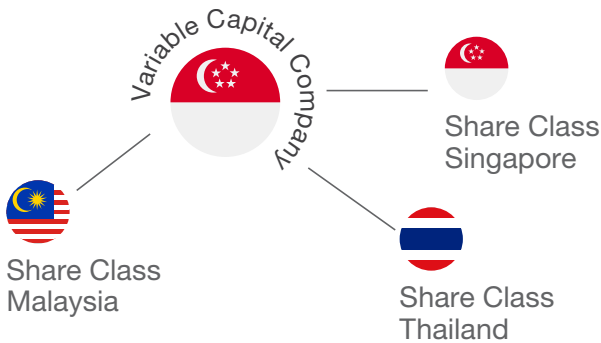 Variable Capital Company
Share Class
Singapore
Share Class
Malaysia
Share Class
Thailand